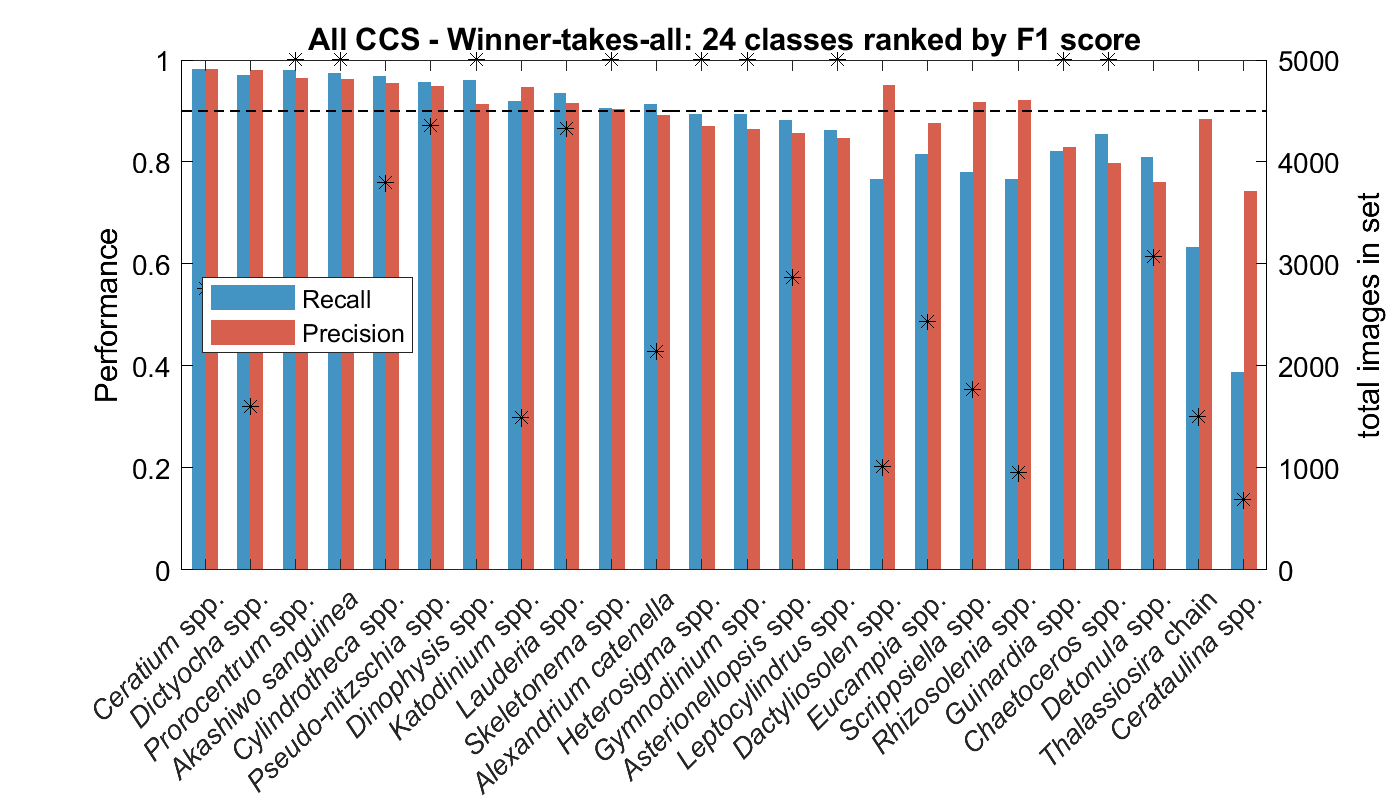 All CCS - Winner-takes-all: 24 classes ranked by F1 score
1
0.8
0.6
0.4
0.2
0
Performance
5000
4000
3000
2000
1000
0
total images in set
Recall
Precision
Ceratium spp.
Dictyocha spp.
Prorocentrum spp.
Akashiwo sanguinea
Cylindrotheca spp.
Pseudo-nitzschia spp.
Dinophysis spp.
Katodinium spp.
Lauderia spp.
Skeletonema spp.
Alexandrium catenella
Heterosigma spp.
Gymnodinium spp.
Asterionellopsis spp.
Leptocylindrus spp.
Dactyliosolen spp.
Eucampia spp.
Scrippsiella spp.
Rhizosolenia spp.
Guinardia spp.
Chaetoceros spp.
Detonula spp.
Thalassiosira chain
Cerataulina spp.